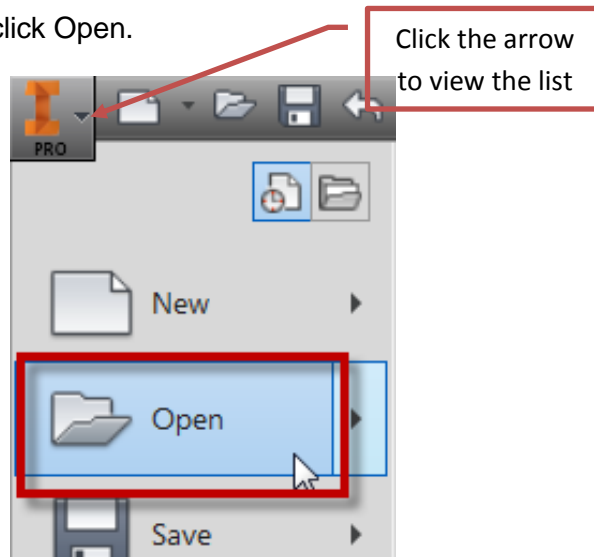 click Open.
Click the arrow
to view the list
PRO
New
Open
Save